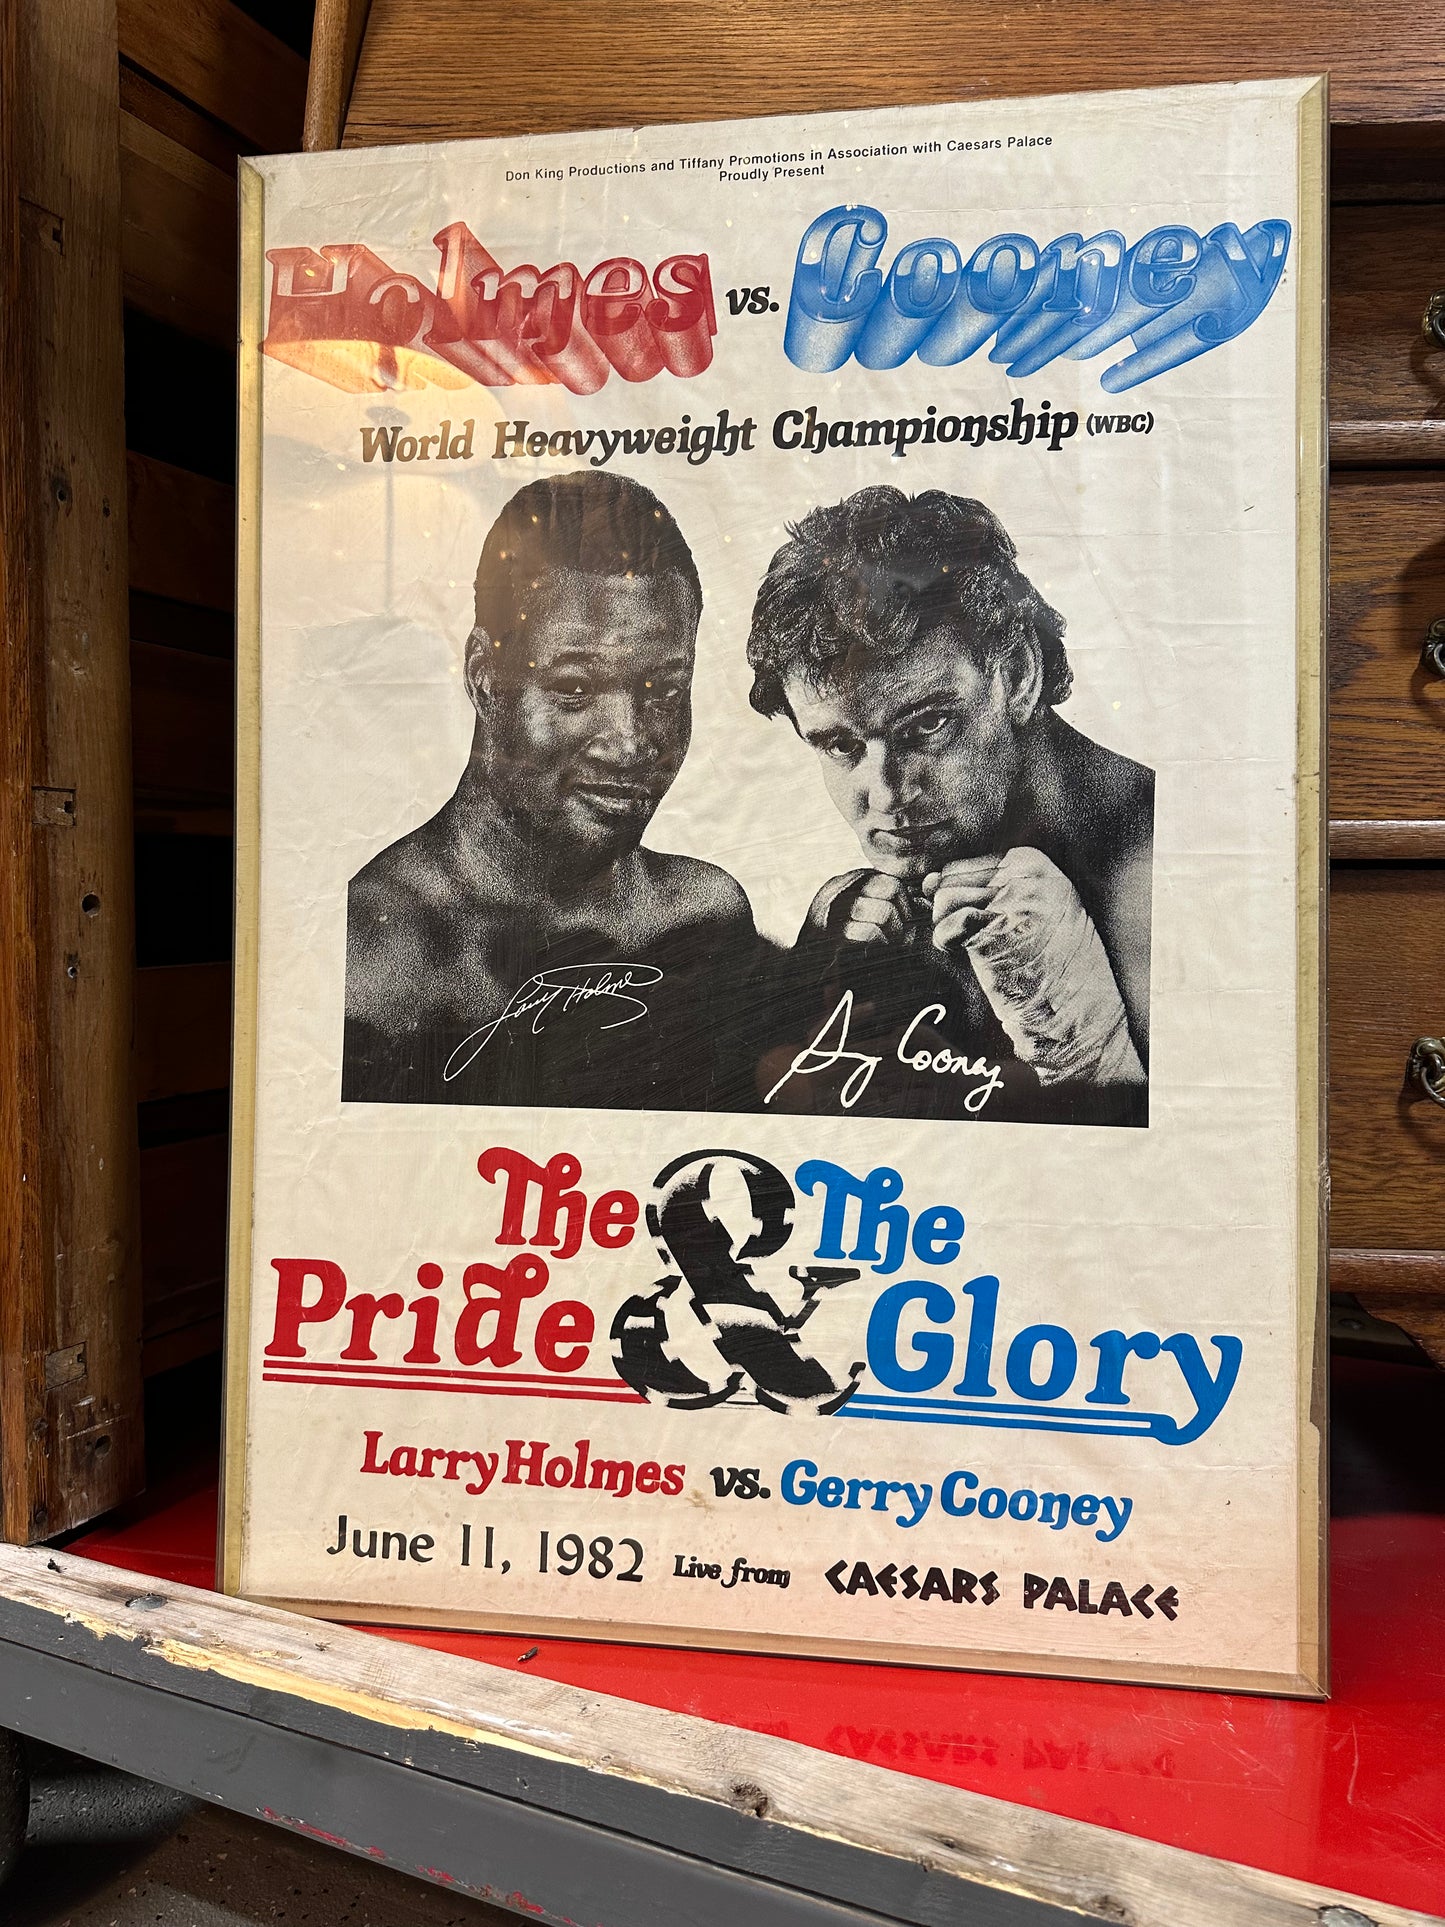 Don King Productions and Tiffany Promotions in Association with Caesars Palace
Proudly Present
Holmes vs. Cooney
World Heavyweight Championship (WBC)
Larry Holmes
Gerry Cooney
The & The
Pride Glory
Larry Holmes vs. Gerry Cooney
June 11, 1982 Live from CAESARS PALACE